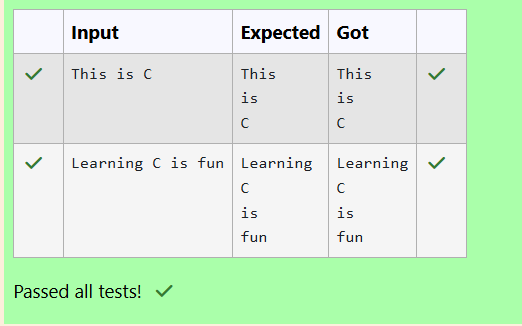 Input Expected Got
This is C This This
is is
C C
Learning C is fun Learning Learning
C C
is is
fun fun
Passed all tests!